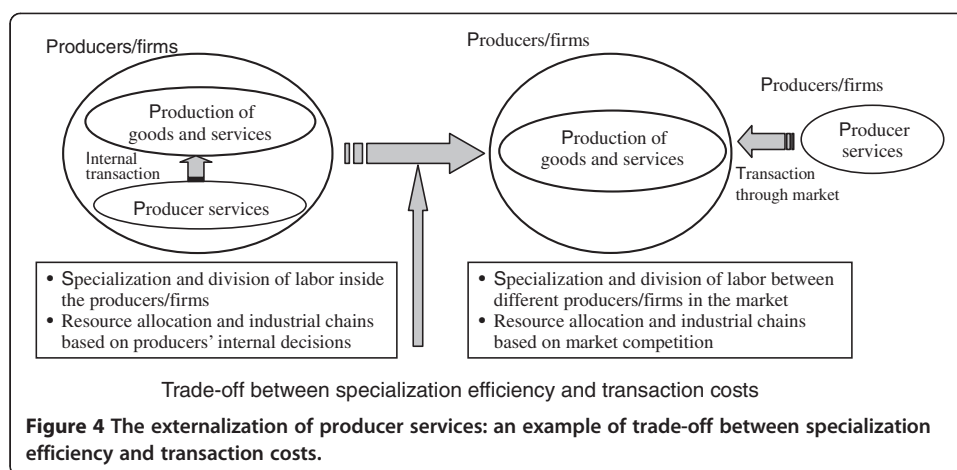 Producers/firms
Production of
goods and services
Internal
transaction
Producer services
Producers/firms
Production of
goods and services
Producers/firms
Producer
services
Transaction
through market
• Specialization and division of labor inside
the producers/firms
• Resource allocation and industrial chains
based on producers’ internal decisions
• Specialization and division of labor between
different producers/firms in the market
• Resource allocation and industrial chains
based on market competition
Trade-off between specialization efficiency and transaction costs
Figure 4 The externalization of producer services: an example of trade-off between specialization
efficiency and transaction costs.